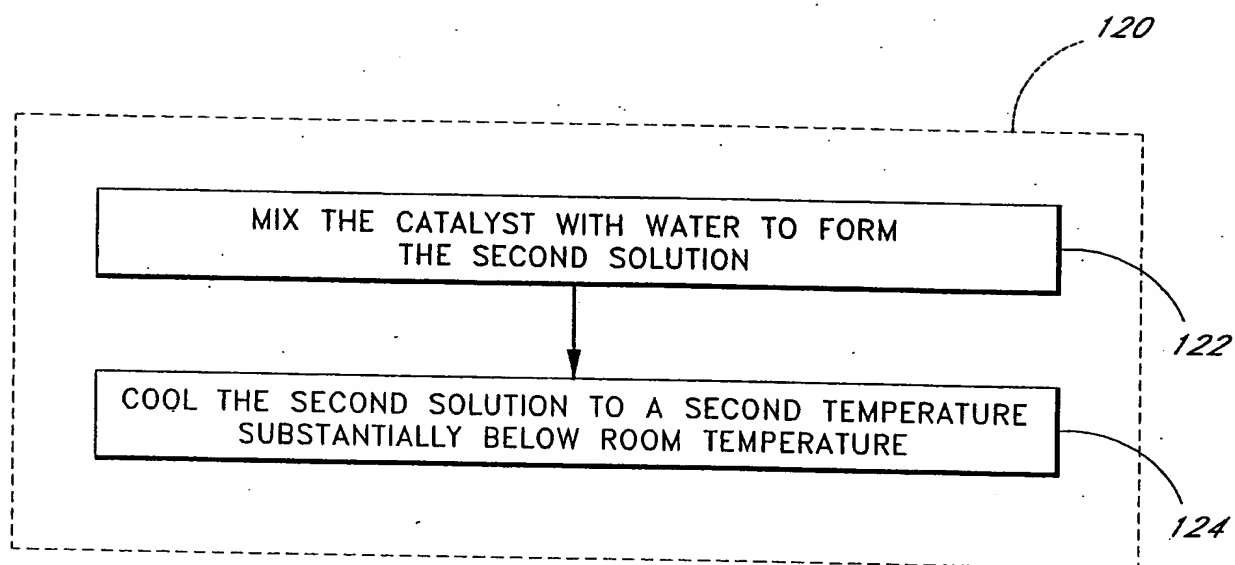 120
MIX THE CATALYST WITH WATER TO FORM
THE SECOND SOLUTION
122
COOL THE SECOND SOLUTION TO A SECOND TEMPERATURE
SUBSTANTIALLY BELOW ROOM TEMPERATURE
124